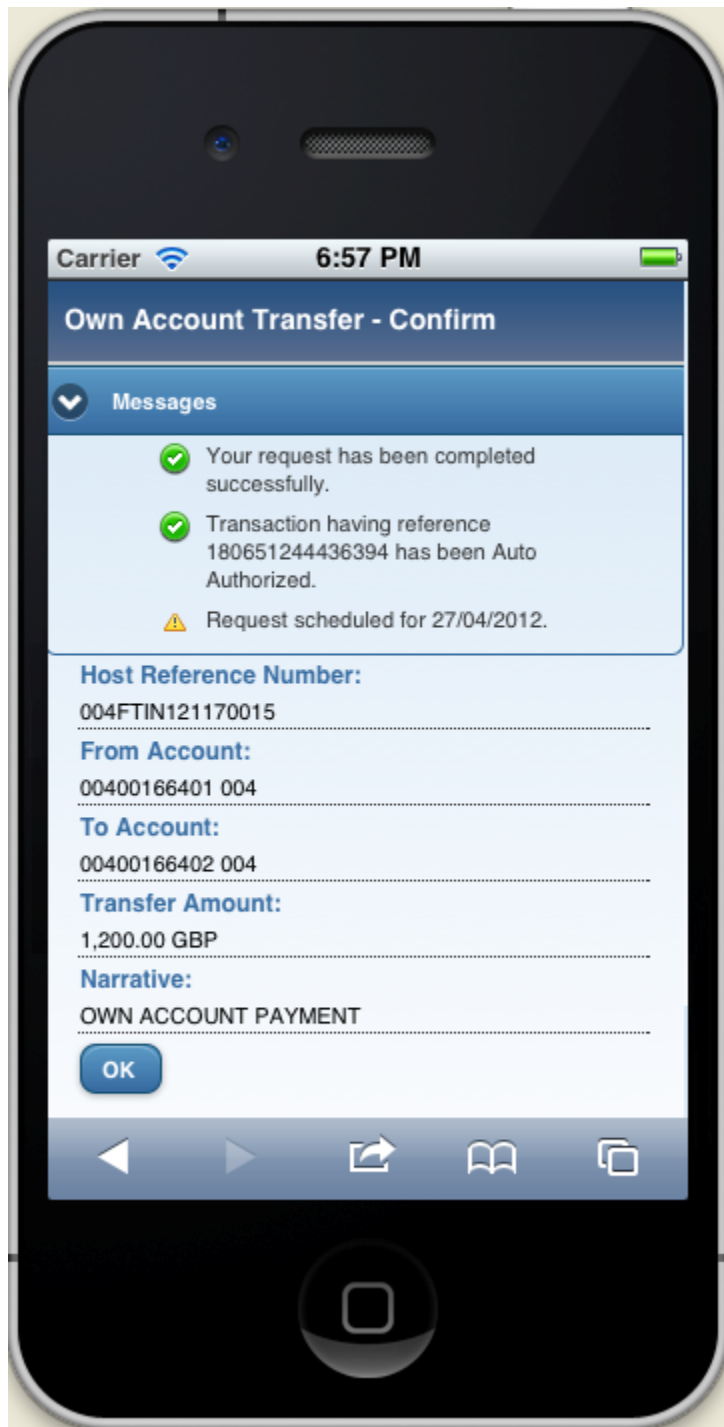 Carrier 6:57 PM
Own Account Transfer - Confirm
Messages
Your request has been completed
successfully.
Transaction having reference
180651244436394 has been Auto
Authorized.
Request scheduled for 27/04/2012.
Host Reference Number:
004FTIN121170015
From Account:
00400166401 004
To Account:
00400166402 004
Transfer Amount:
1,200.00 GBP
Narrative:
OWN ACCOUNT PAYMENT
OK